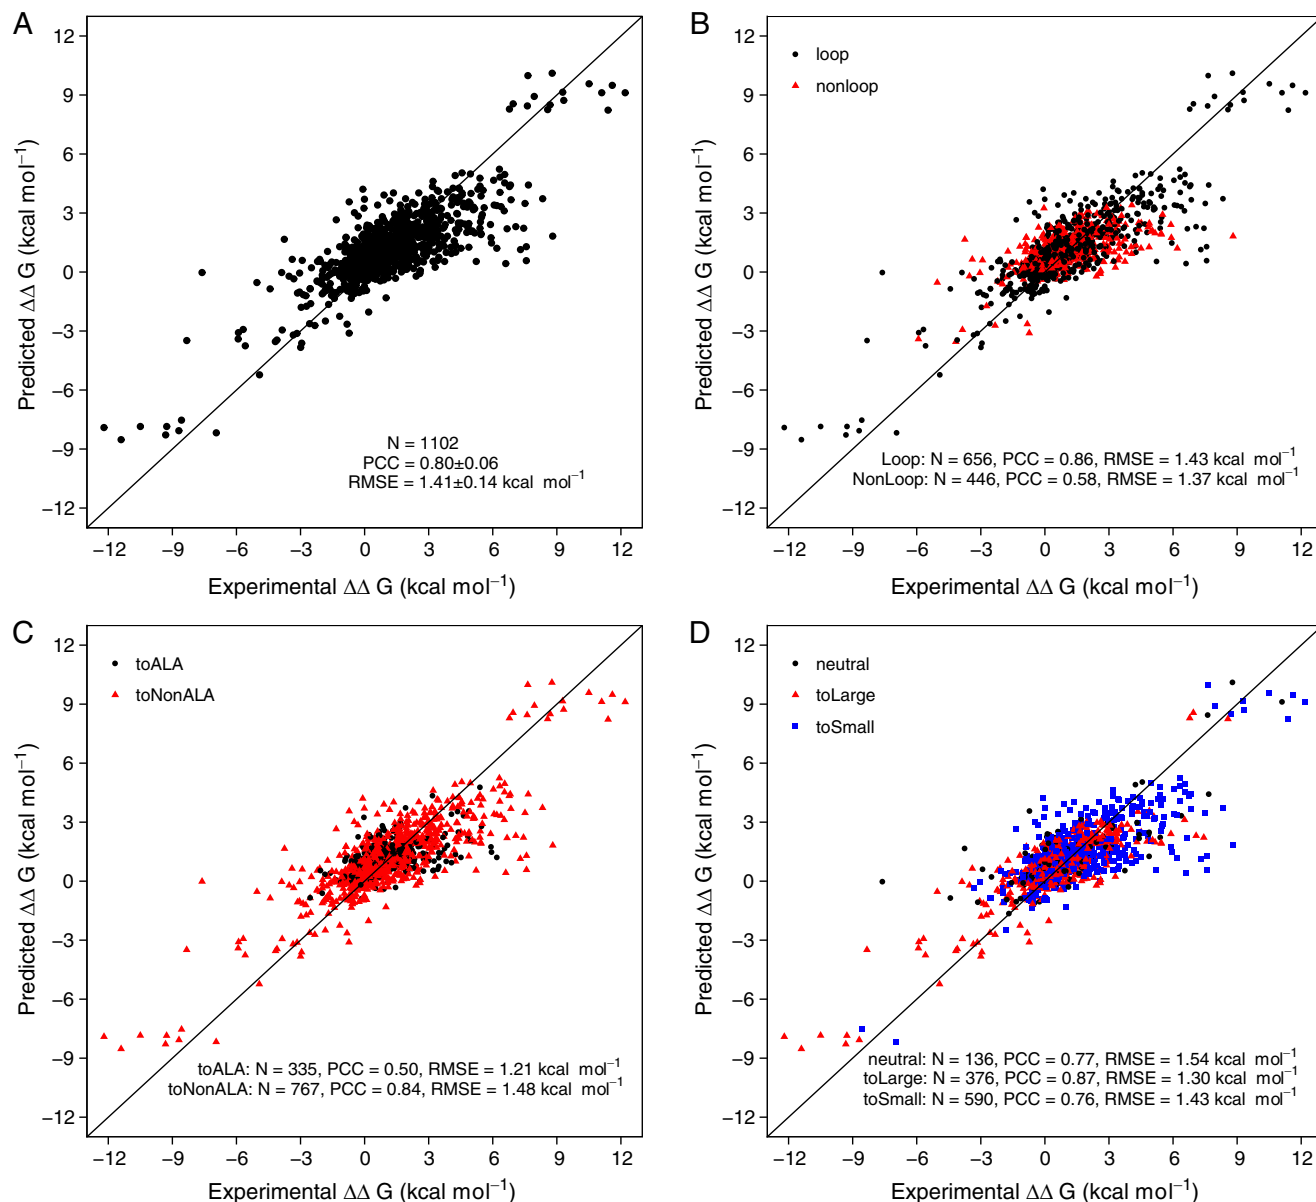 A
12
9
6
3
0
−3
−6
−9
−12
Predicted ΔΔ G (kcal mol⁻¹)
N = 1102
PCC = 0.80±0.06
RMSE = 1.41±0.14 kcal mol⁻¹
−12 −9 −6 −3 0 3 6 9 12
Experimental ΔΔ G (kcal mol⁻¹)
B
loop
nonloop
12
9
6
3
0
−3
−6
−9
−12
Predicted ΔΔ G (kcal mol⁻¹)
Loop: N = 656, PCC = 0.86, RMSE = 1.43 kcal mol⁻¹
NonLoop: N = 446, PCC = 0.58, RMSE = 1.37 kcal mol⁻¹
−12 −9 −6 −3 0 3 6 9 12
Experimental ΔΔ G (kcal mol⁻¹)
C
toALA
toNonALA
12
9
6
3
0
−3
−6
−9
−12
Predicted ΔΔ G (kcal mol⁻¹)
toALA: N = 335, PCC = 0.50, RMSE = 1.21 kcal mol⁻¹
toNonALA: N = 767, PCC = 0.84, RMSE = 1.48 kcal mol⁻¹
−12 −9 −6 −3 0 3 6 9 12
Experimental ΔΔ G (kcal mol⁻¹)
D
neutral
toLarge
toSmall
12
9
6
3
0
−3
−6
−9
−12
Predicted ΔΔ G (kcal mol⁻¹)
neutral: N = 136, PCC = 0.77, RMSE = 1.54 kcal mol⁻¹
toLarge: N = 376, PCC = 0.87, RMSE = 1.30 kcal mol⁻¹
toSmall: N = 590, PCC = 0.76, RMSE = 1.43 kcal mol⁻¹
−12 −9 −6 −3 0 3 6 9 12
Experimental ΔΔ G (kcal mol⁻¹)